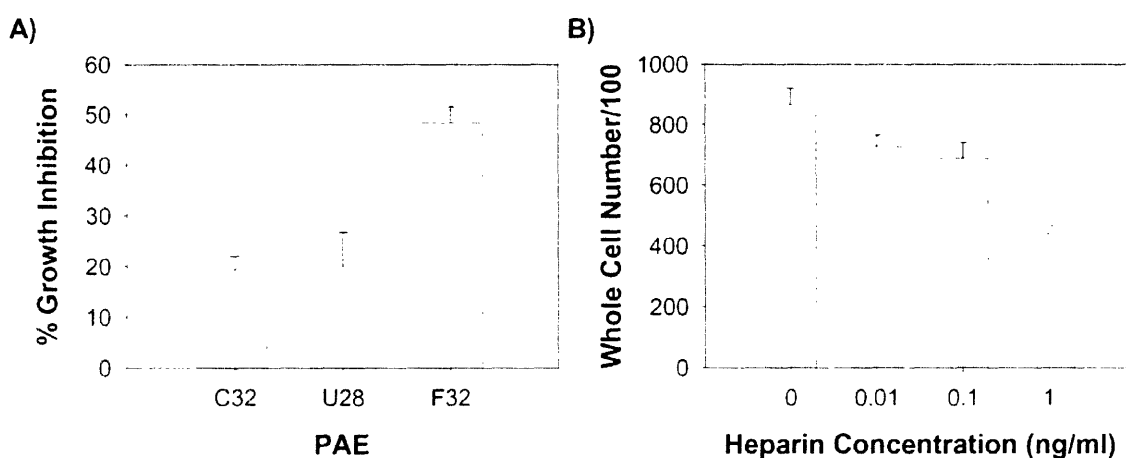 A)
% Growth Inhibition
60
50
40
30
20
10
0
C32 U28 F32
PAE
B)
Whole Cell Number/100
1000
800
600
400
200
0
0 0.01 0.1 1
Heparin Concentration (ng/ml)